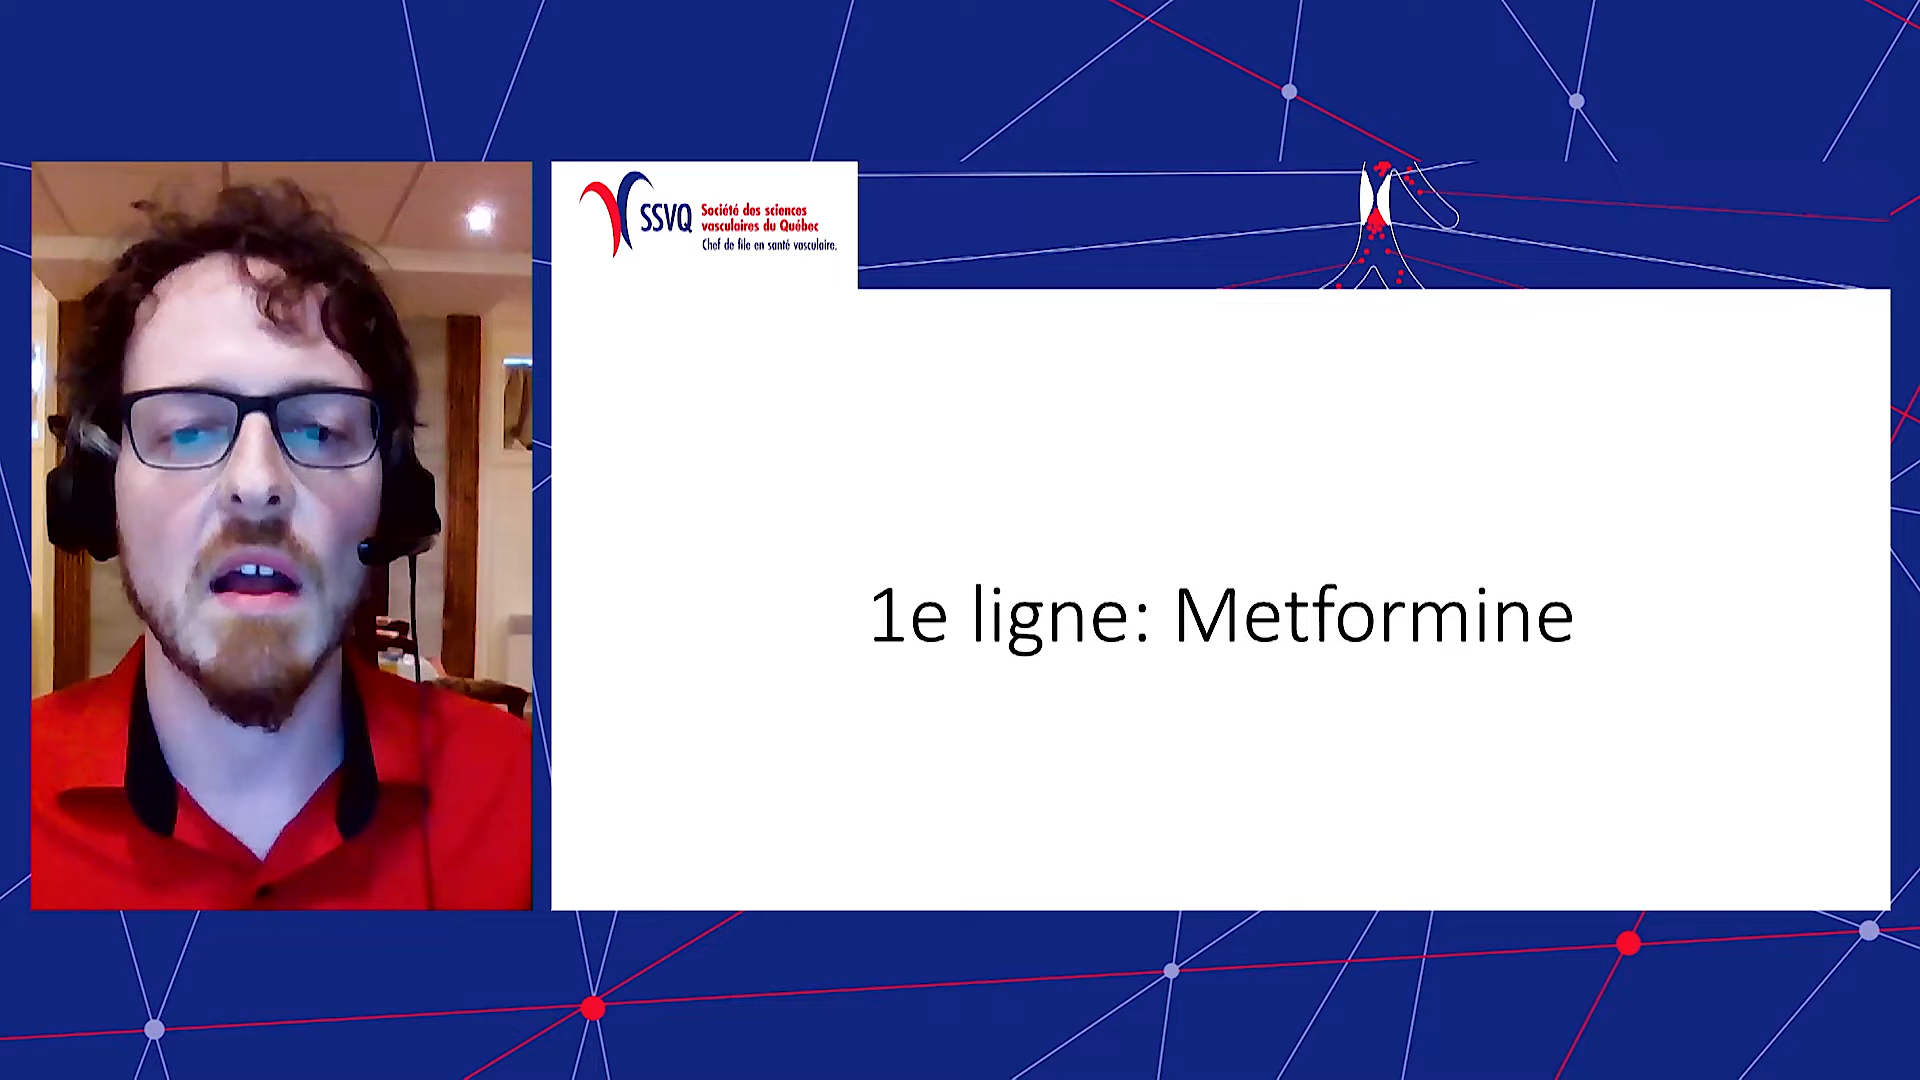 SSVQ
Société des sciences
vasculaires du Québec
Chef de file en santé vasculaire.
1e ligne: Metformine